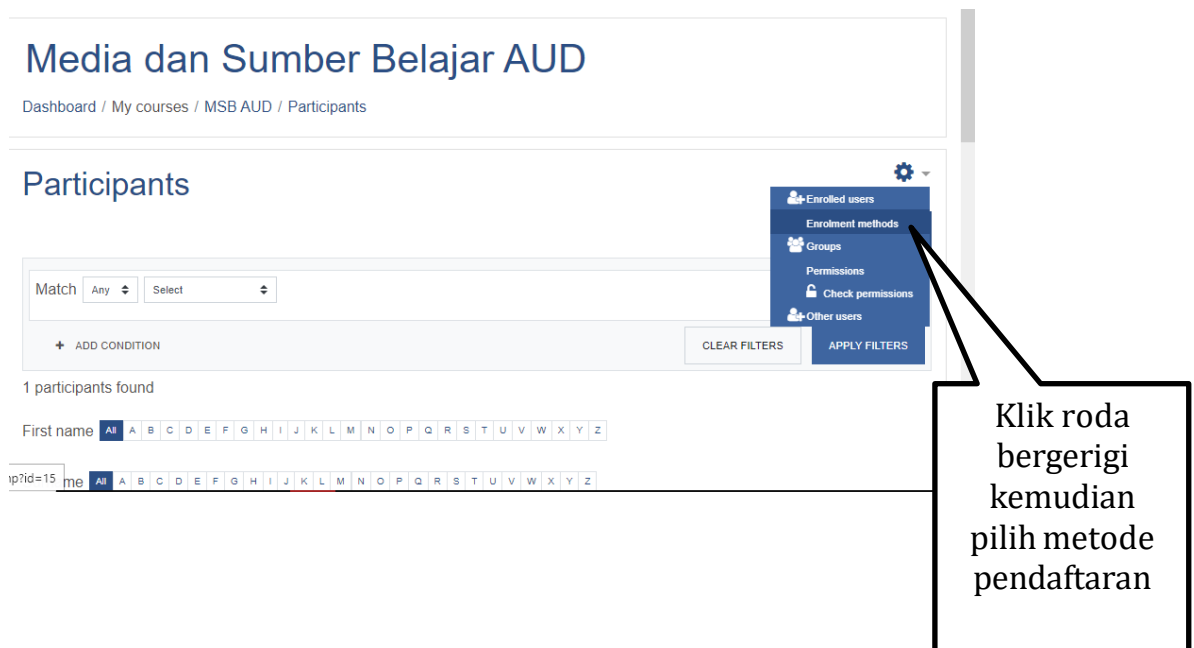 Media dan Sumber Belajar AUD
Dashboard / My courses / MSB AUD / Participants
Participants
Enrolled users
Enrolment methods
Groups
Permissions
Check permissions
Other users
Match Any Select
+ ADD CONDITION
CLEAR FILTERS APPLY FILTERS
1 participants found
First name All A B C D E F G H I J K L M N O P Q R S T U V W X Y Z
np?id=15 me All A B C D E F G H I J K L M N O P Q R S T U V W X Y Z
Klik roda
bergerigi
kemudian
pilih metode
pendaftaran